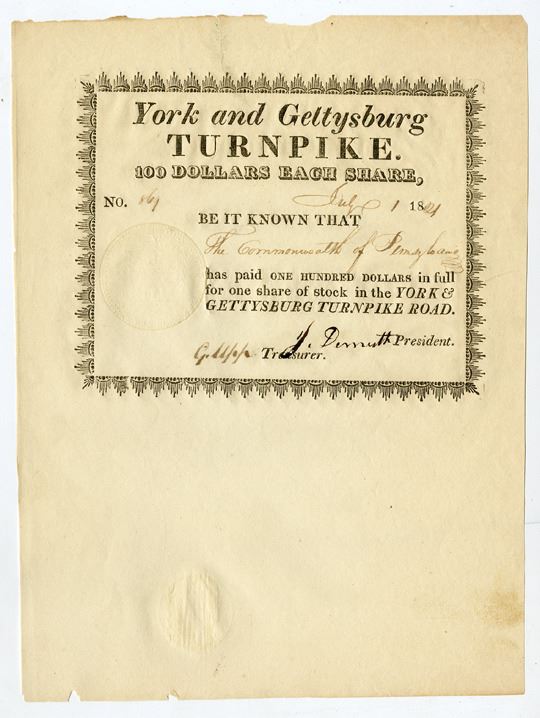 York and Gettysburg
TURNPIKE.
100 DOLLARS EACH SHARE,
NO. 861 July 1 1821
BE IT KNOWN THAT
The Commonwealth of Pennsylvania
has paid ONE HUNDRED DOLLARS in full
for one share of stock in the YORK &
GETTYSBURG TURNPIKE ROAD.
President.
Treasurer.